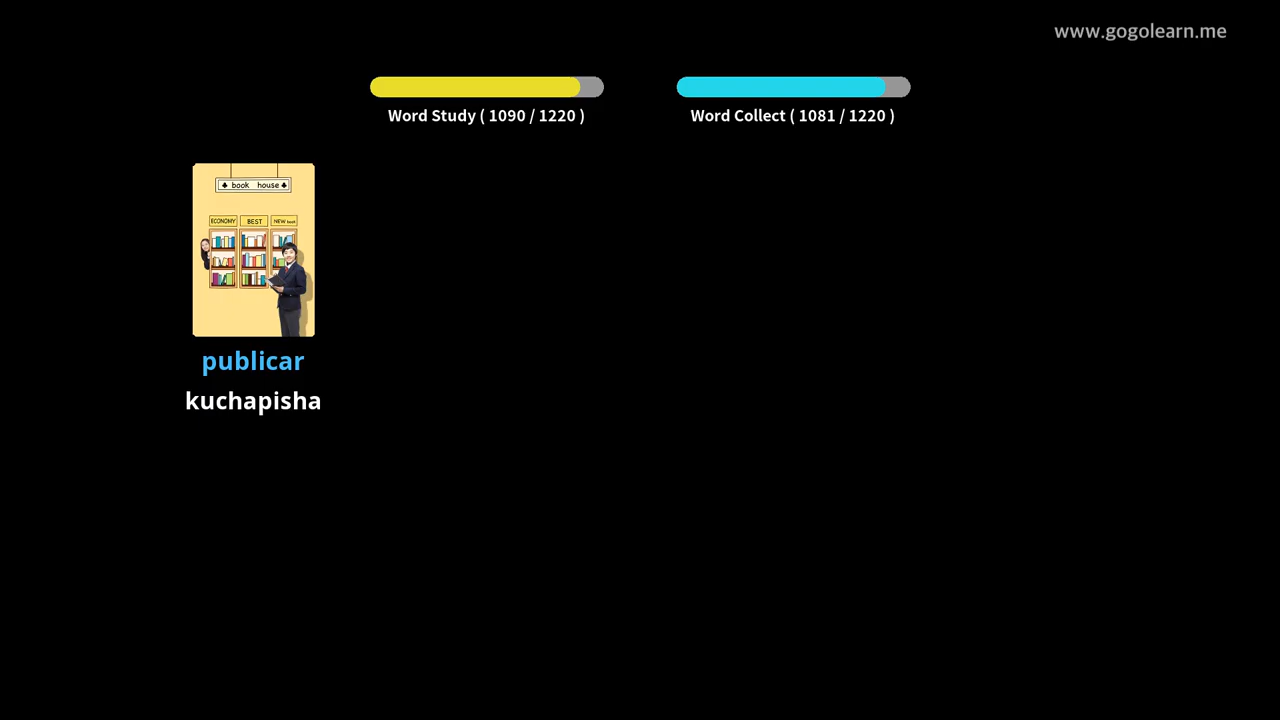 www.gogolearn.me
Word Study ( 1090 / 1220 )
Word Collect ( 1081 / 1220 )
book house
ECONOMY
BEST
NEW book
publicar
kuchapisha